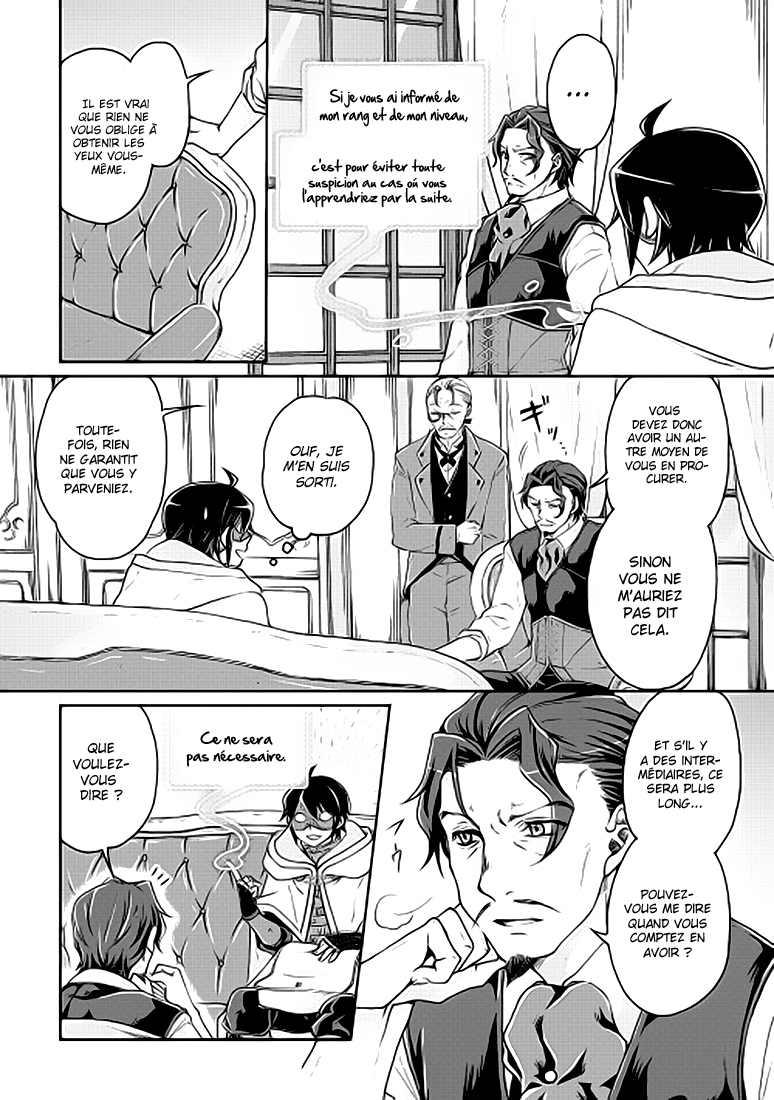 ...
Si je vous ai informé de
mon rang et de mon niveau,
c'est pour éviter toute
suspicion au cas où vous
l'apprendriez par la suite.
IL EST VRAI
QUE RIEN NE
VOUS OBLIGE À
OBTENIR LES
YEUX VOUS-
MÊME.
VOUS
DEVEZ DONC
AVOIR UN AU-
TRE MOYEN DE
VOUS EN PRO-
CURER.
SINON
VOUS NE
M'AURIEZ
PAS DIT
CELA.
OUF, JE
M'EN SUIS
SORTI.
TOUTE-
FOIS, RIEN
NE GARANTIT
QUE VOUS Y
PARVENIEZ.
ET S'IL Y
A DES INTER-
MÉDIAIRES, CE
SERA PLUS
LONG...
POUVEZ-
VOUS ME DIRE
QUAND VOUS
COMPTEZ EN
AVOIR ?
Ce ne sera
pas nécessaire.
QUE
VOULEZ-
VOUS
DIRE ?